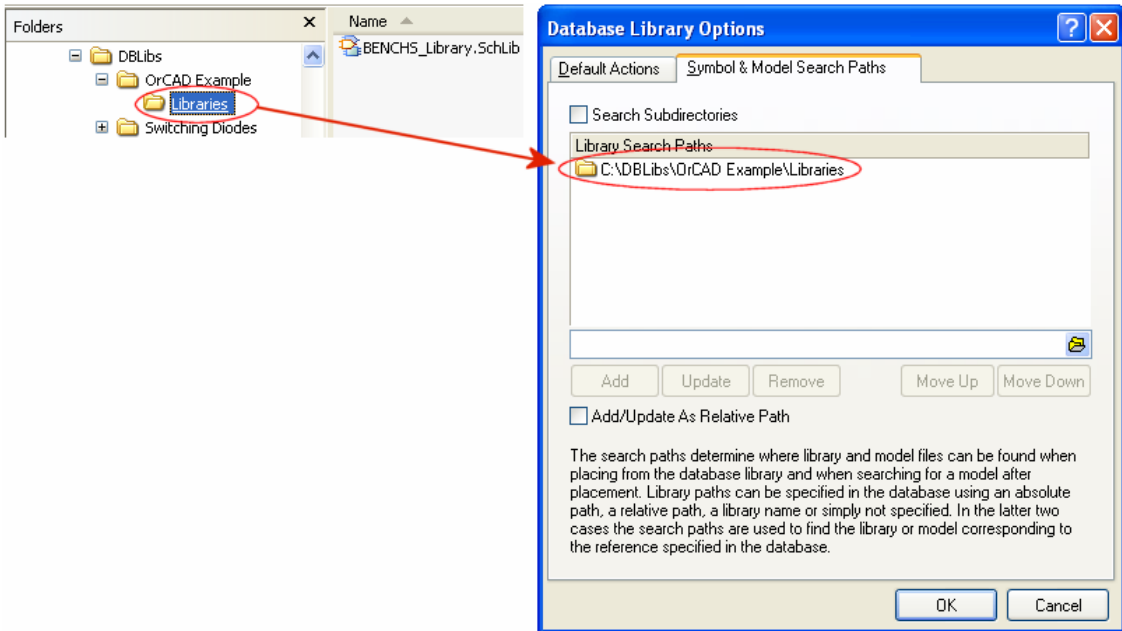 Folders
Name
DBLibs
OrCAD Example
Libraries
Switching Diodes
BENCHS_Library.SchLib
Database Library Options
Default Actions
Symbol & Model Search Paths
Search Subdirectories
Library Search Paths
C:\DBLibs\OrCAD Example\Libraries
Add
Update
Remove
Move Up
Move Down
Add/Update As Relative Path
The search paths determine where library and model files can be found when
placing from the database library and when searching for a model after
placement. Library paths can be specified in the database using an absolute
path, a relative path, a library name or simply not specified. In the latter two
cases the search paths are used to find the library or model corresponding to
the reference specified in the database.
OK
Cancel